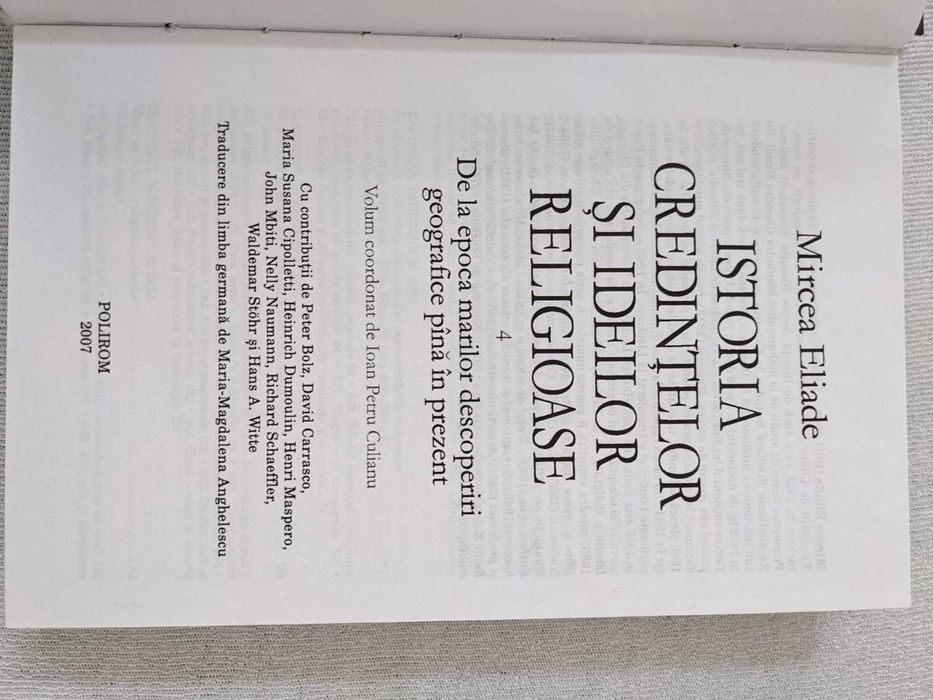 Mircea Eliade
ISTORIA
CREDINȚELOR
ȘI IDEILOR
RELIGIOASE
4
De la epoca marilor descoperiri
geografice pînă în prezent
Volum coordonat de Ioan Petru Culianu
Cu contribuții de Peter Bolz, David Carrasco,
Maria Susana Cipolletti, Heinrich Dumoulin, Henri Maspero,
John Mbiti, Nelly Naumann, Richard Schaeffler,
Waldemar Stöhr și Hans A. Witte
Traducere din limba germană de Maria-Magdalena Anghelescu
POLIROM
2007